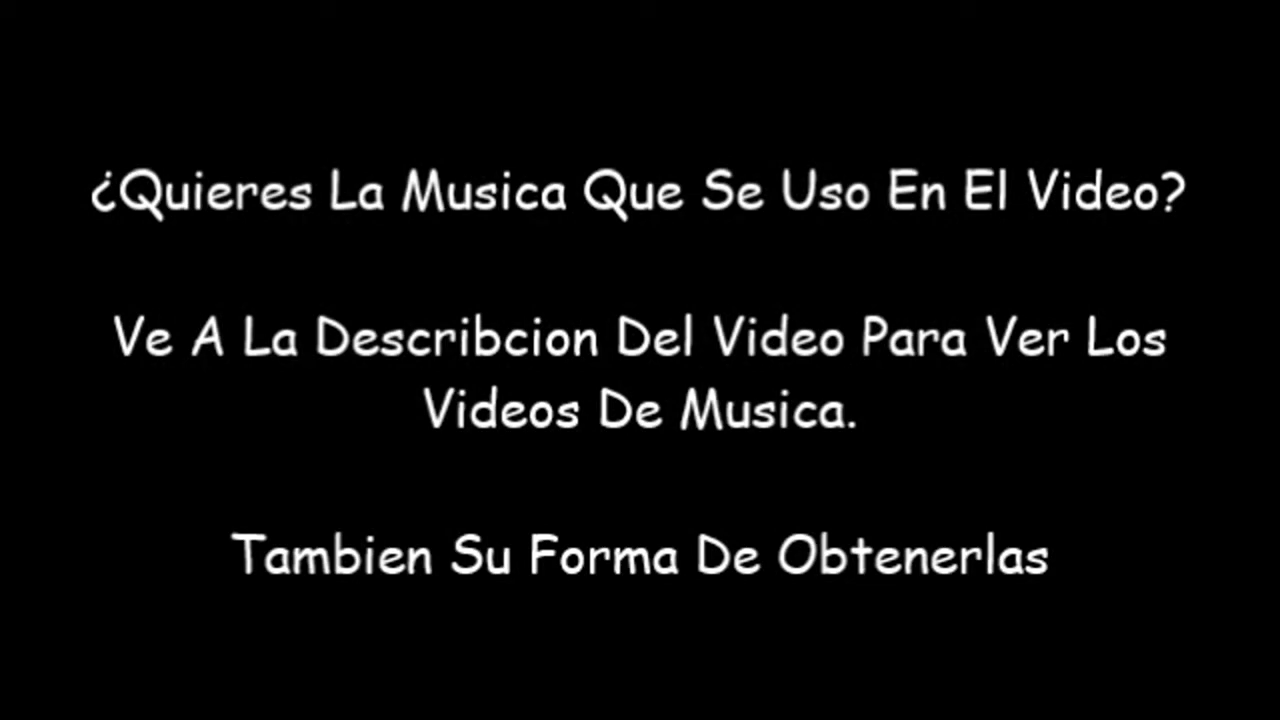 ¿Quieres La Musica Que Se Uso En El Video?
Ve A La Describcion Del Video Para Ver Los
Videos De Musica.
Tambien Su Forma De Obtenerlas